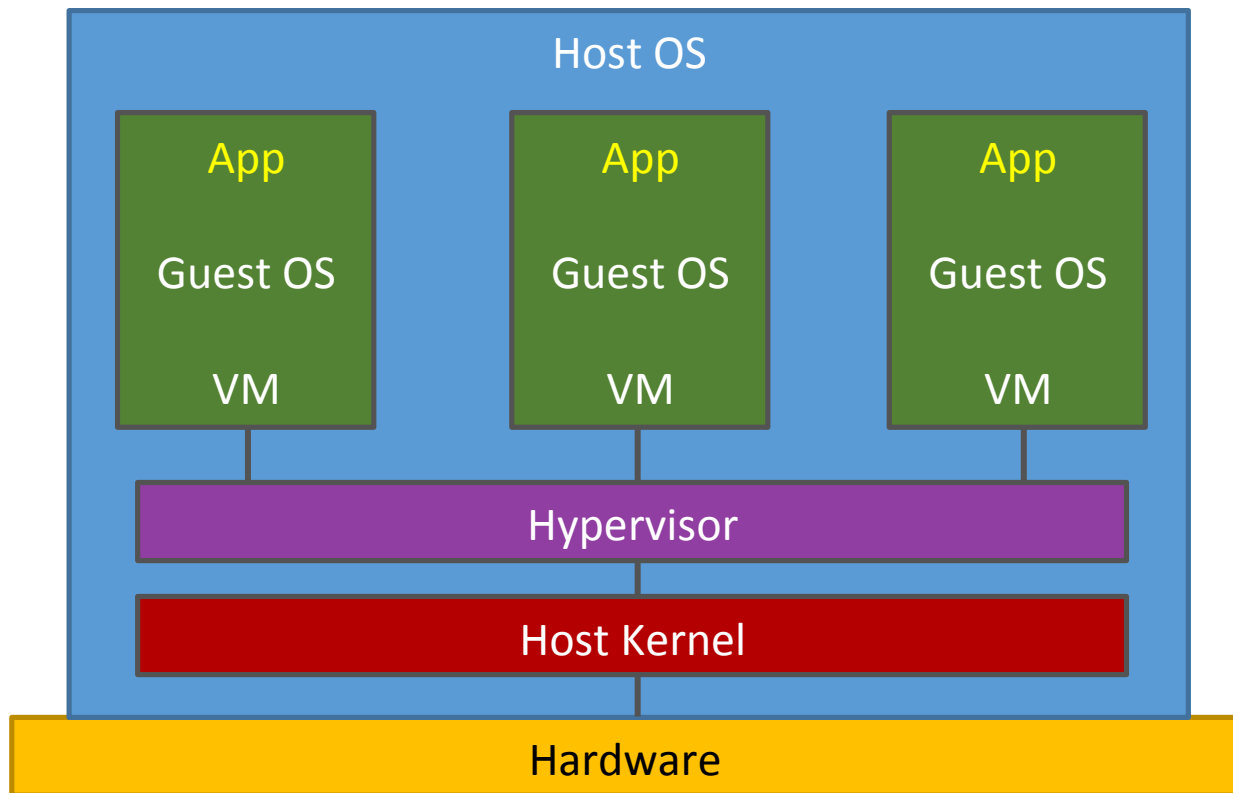 Host OS
App
App
App
Guest OS
Guest OS
Guest OS
VM
VM
VM
Hypervisor
Host Kernel
Hardware